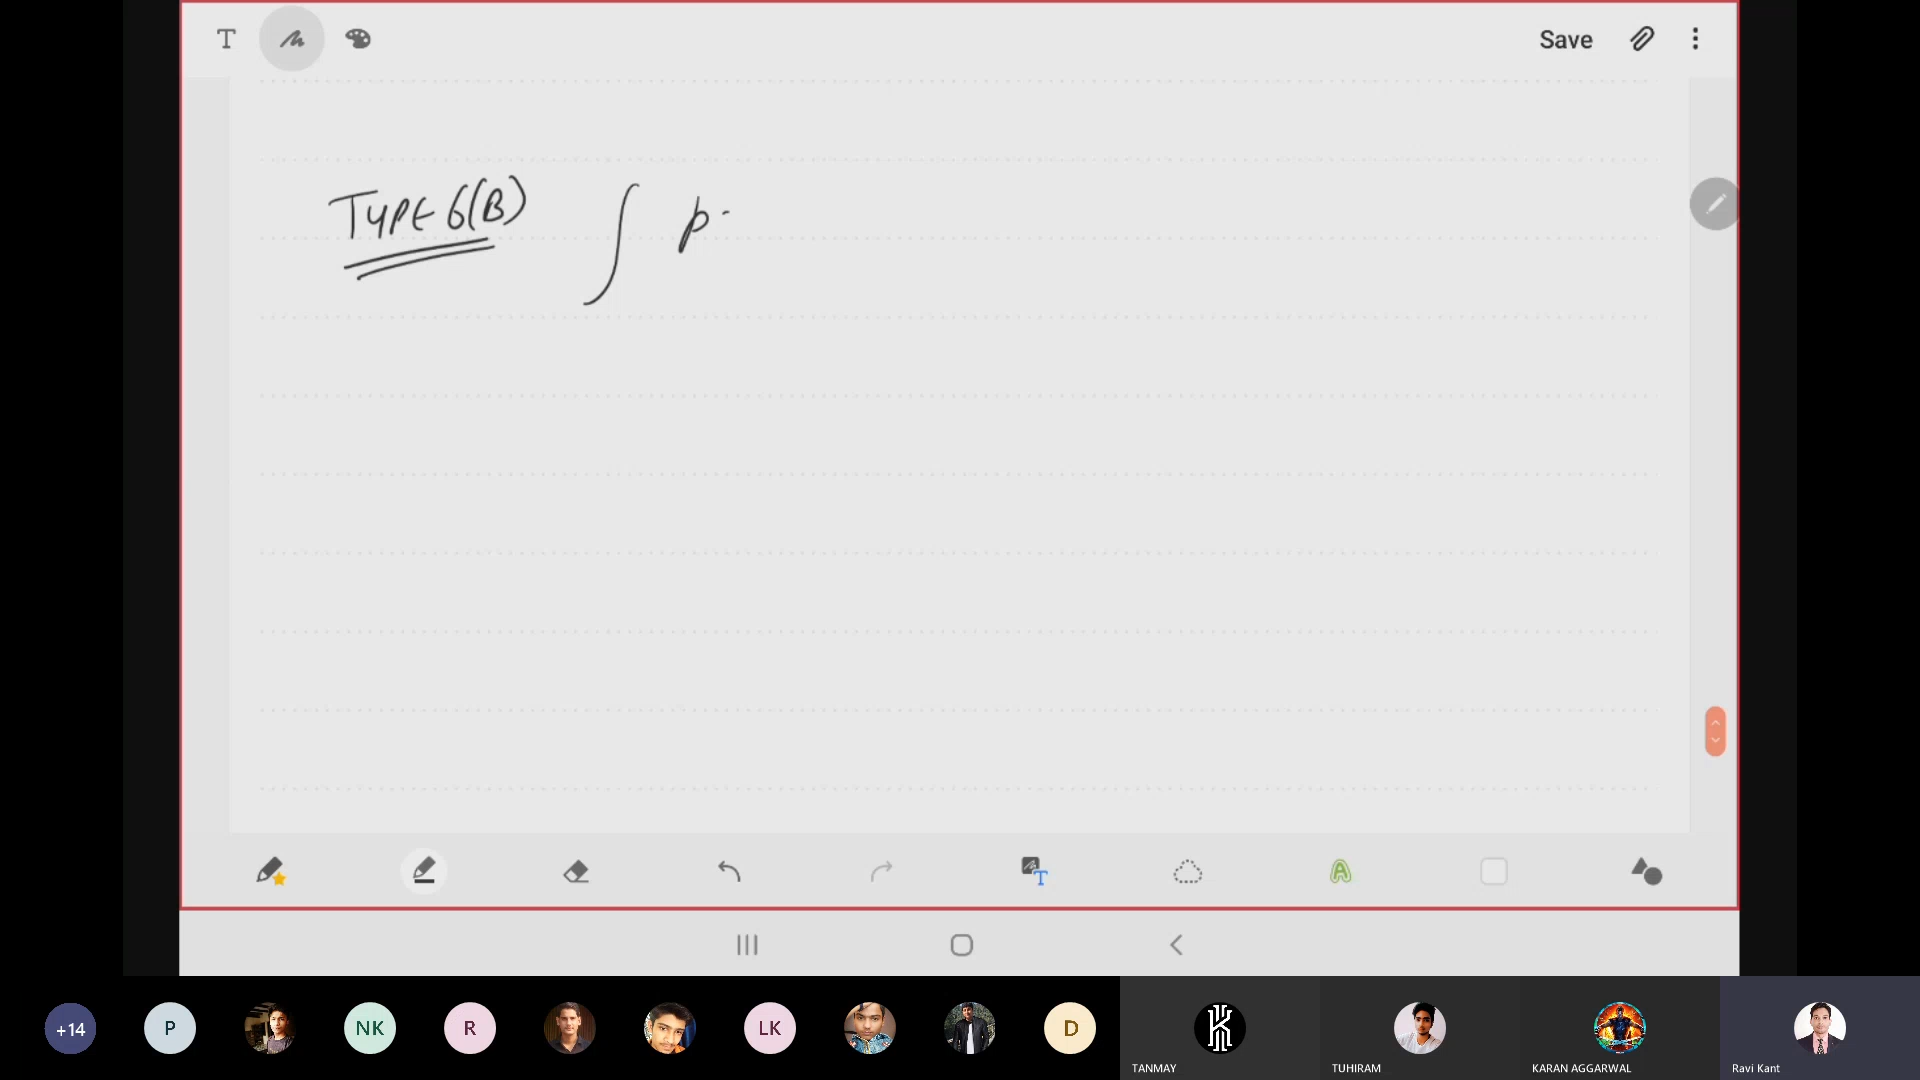 T
Save
TYPE 6(B) ∫ p
T
A
+14
P
NK
R
LK
D
K
TANMAY
TUHIRAM
KARAN AGGARWAL
Ravi Kant